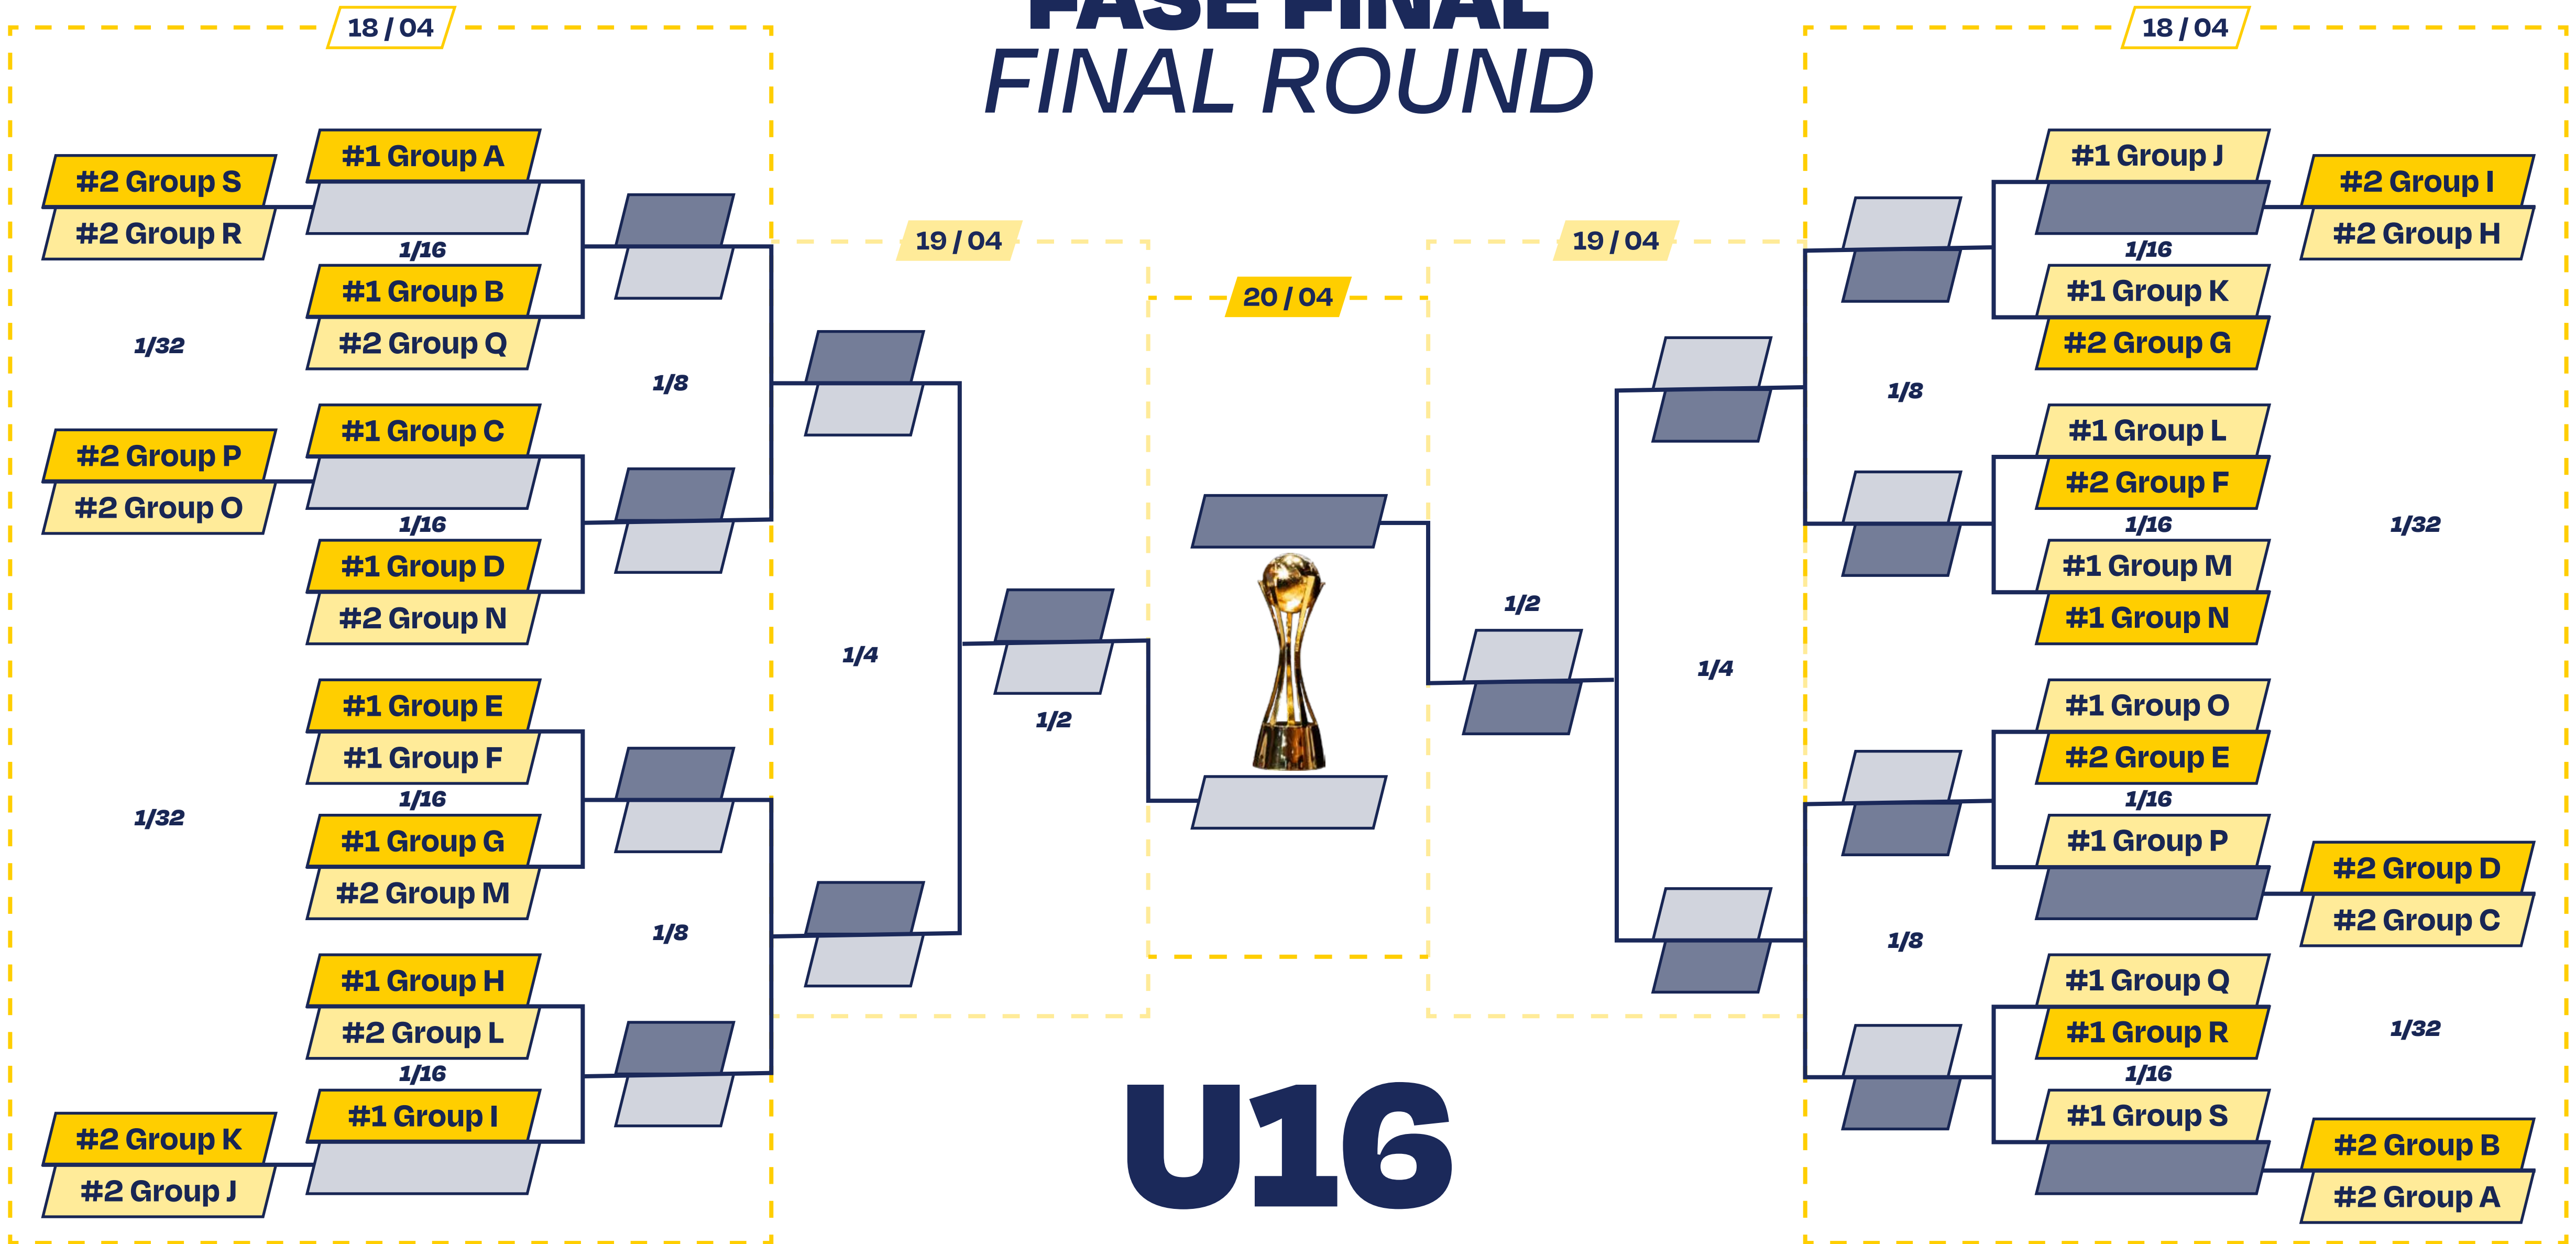 FASE FINAL
FINAL ROUND
18 / 04
#2 Group S
#2 Group R
1/32
#2 Group P
#2 Group O
1/32
#2 Group K
#2 Group J
#1 Group A
1/16
#1 Group B
#2 Group Q
#1 Group C
1/16
#1 Group D
#2 Group N
#1 Group E
#1 Group F
1/16
#1 Group G
#2 Group M
#1 Group H
#2 Group L
1/16
#1 Group I
1/8
1/8
19 / 04
1/4
1/2
20 / 04
U16
19 / 04
1/2
1/4
18 / 04
1/8
1/8
#1 Group J
1/16
#1 Group K
#2 Group G
#1 Group L
#2 Group F
1/16
#1 Group M
#1 Group N
#1 Group O
#2 Group E
1/16
#1 Group P
#1 Group Q
#1 Group R
1/16
#1 Group S
#2 Group I
#2 Group H
1/32
#2 Group D
#2 Group C
1/32
#2 Group B
#2 Group A